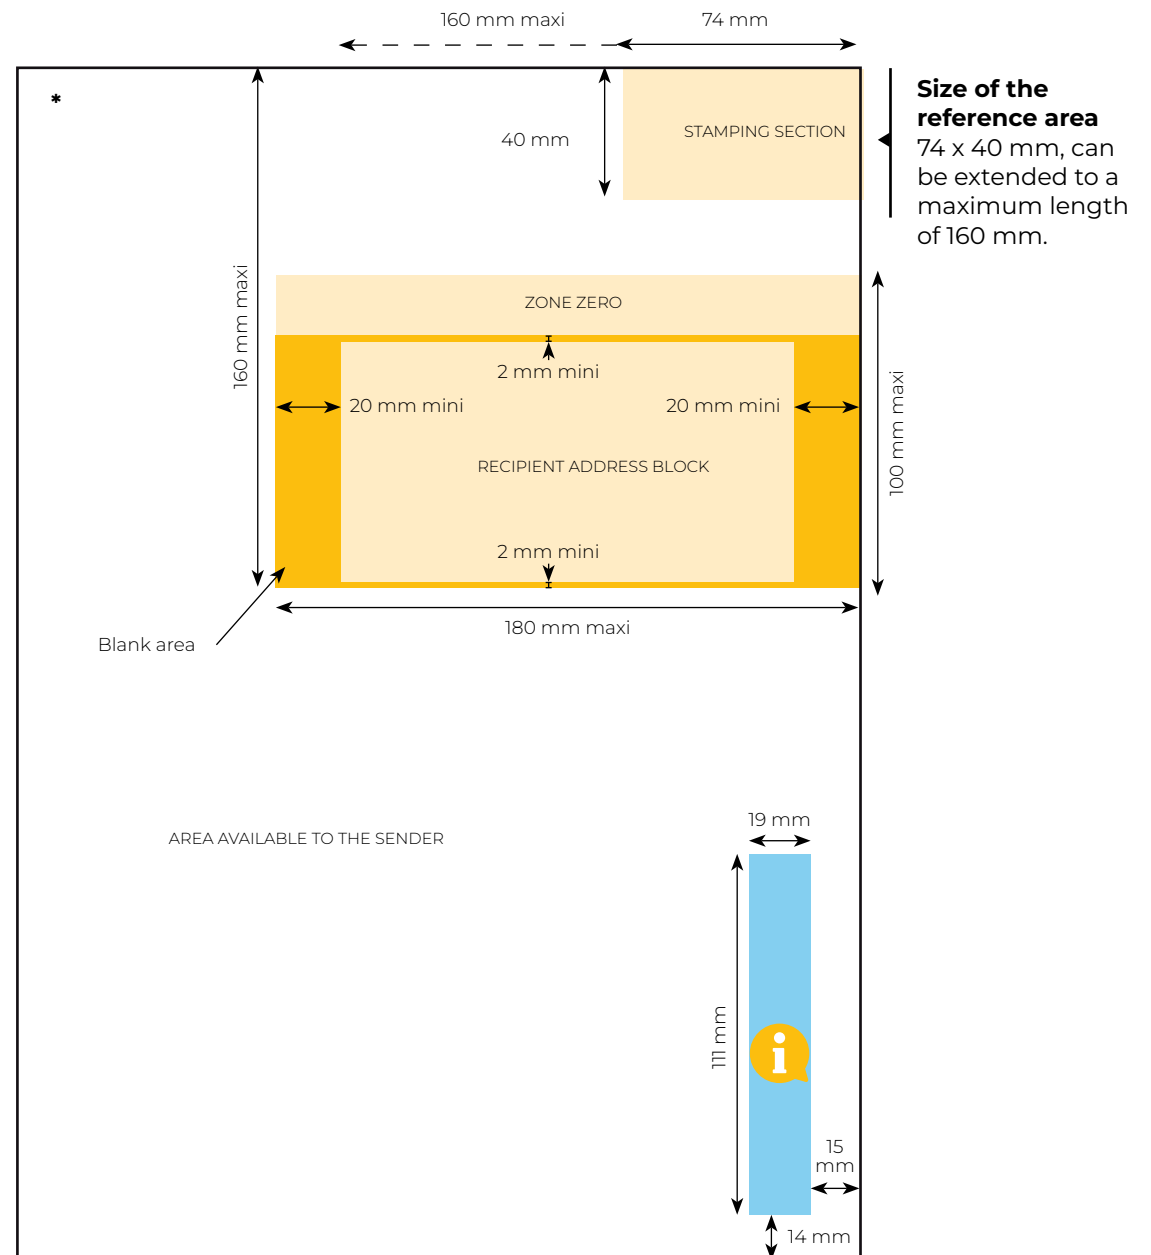 160 mm maxi
74 mm
*
40 mm
STAMPING SECTION
Size of the
reference area
74 x 40 mm, can
be extended to a
maximum length
of 160 mm.
160 mm maxi
ZONE ZERO
2 mm mini
20 mm mini
20 mm mini
100 mm maxi
RECIPIENT ADDRESS BLOCK
2 mm mini
180 mm maxi
Blank area
AREA AVAILABLE TO THE SENDER
19 mm
111 mm
i
15
mm
14 mm